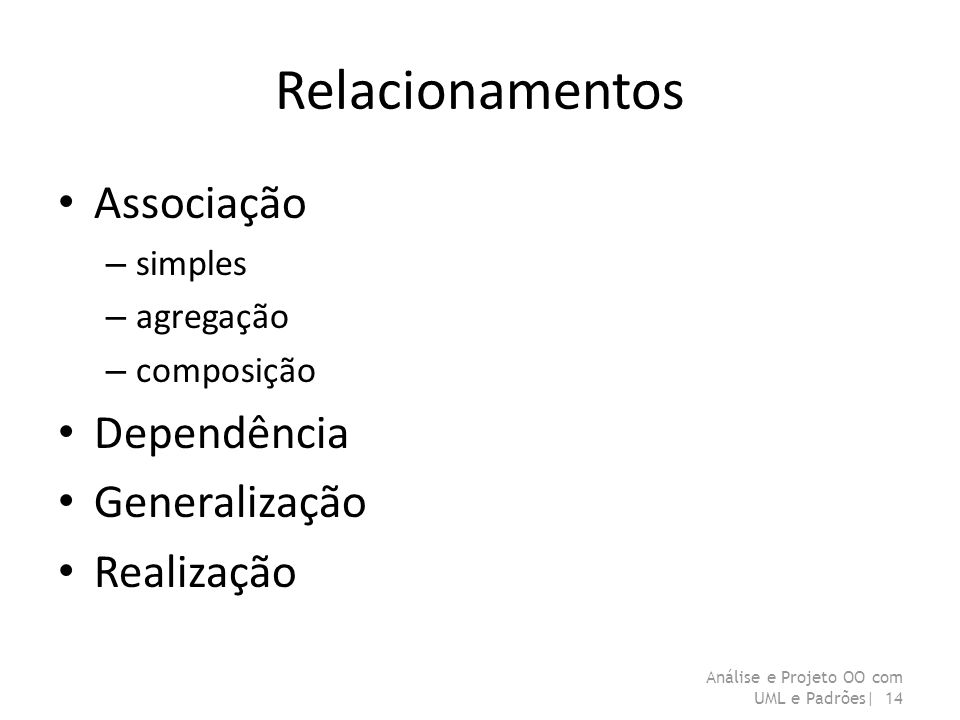 Relacionamentos
• Associação
– simples
– agregação
– composição
• Dependência
• Generalização
• Realização
Análise e Projeto OO com
UML e Padrões| 14